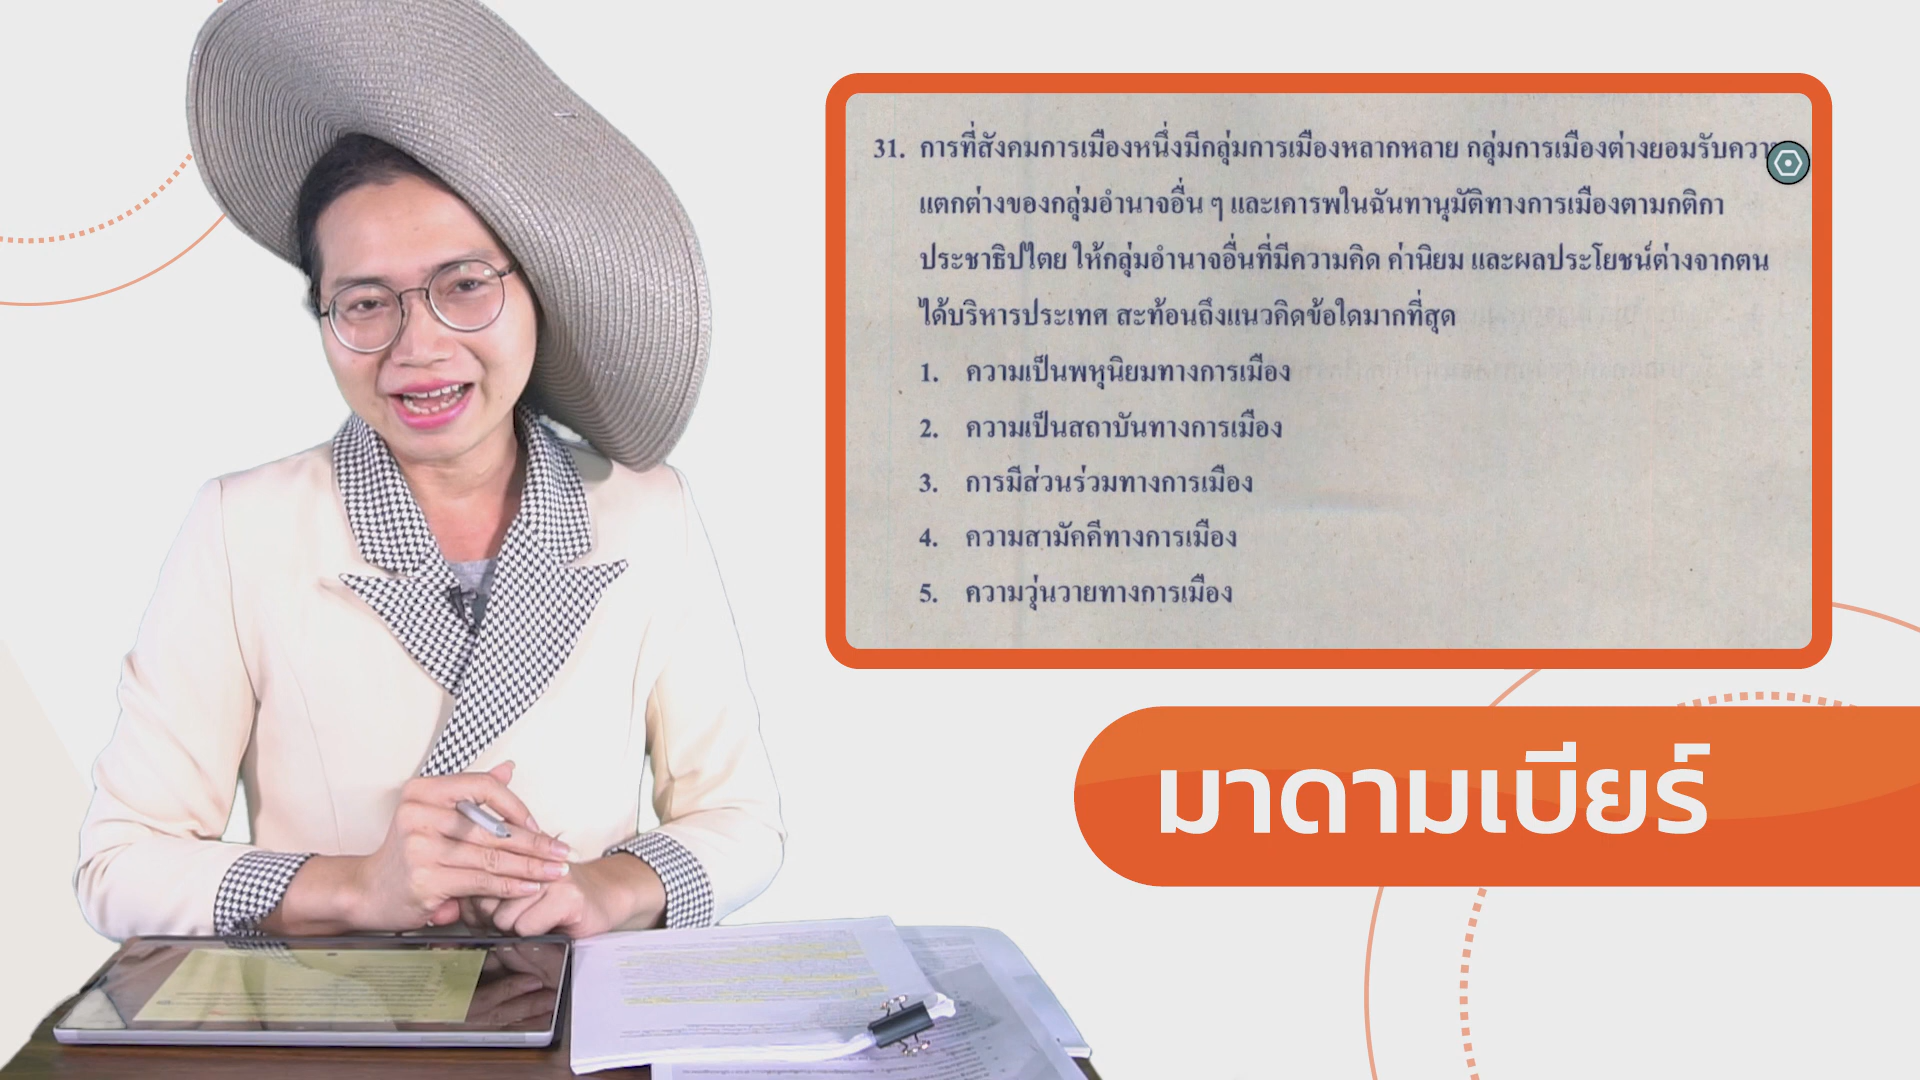 31. การที่สังคมการเมืองหนึ่งมีกลุ่มการเมืองหลากหลาย กลุ่มการเมืองต่างยอมรับความ
แตกต่างของกลุ่มอำนาจอื่น ๆ และเคารพในฉันทานุมัติทางการเมืองตามกติกา
ประชาธิปไตย ให้กลุ่มอำนาจอื่นที่มีความคิด ค่านิยม และผลประโยชน์ต่างจากตน
ได้บริหารประเทศ สะท้อนถึงแนวคิดข้อใดมากที่สุด
1. ความเป็นพหุนิยมทางการเมือง
2. ความเป็นสถาบันทางการเมือง
3. การมีส่วนร่วมทางการเมือง
4. ความสามัคคีทางการเมือง
5. ความวุ่นวายทางการเมือง
มาดามเบียร์